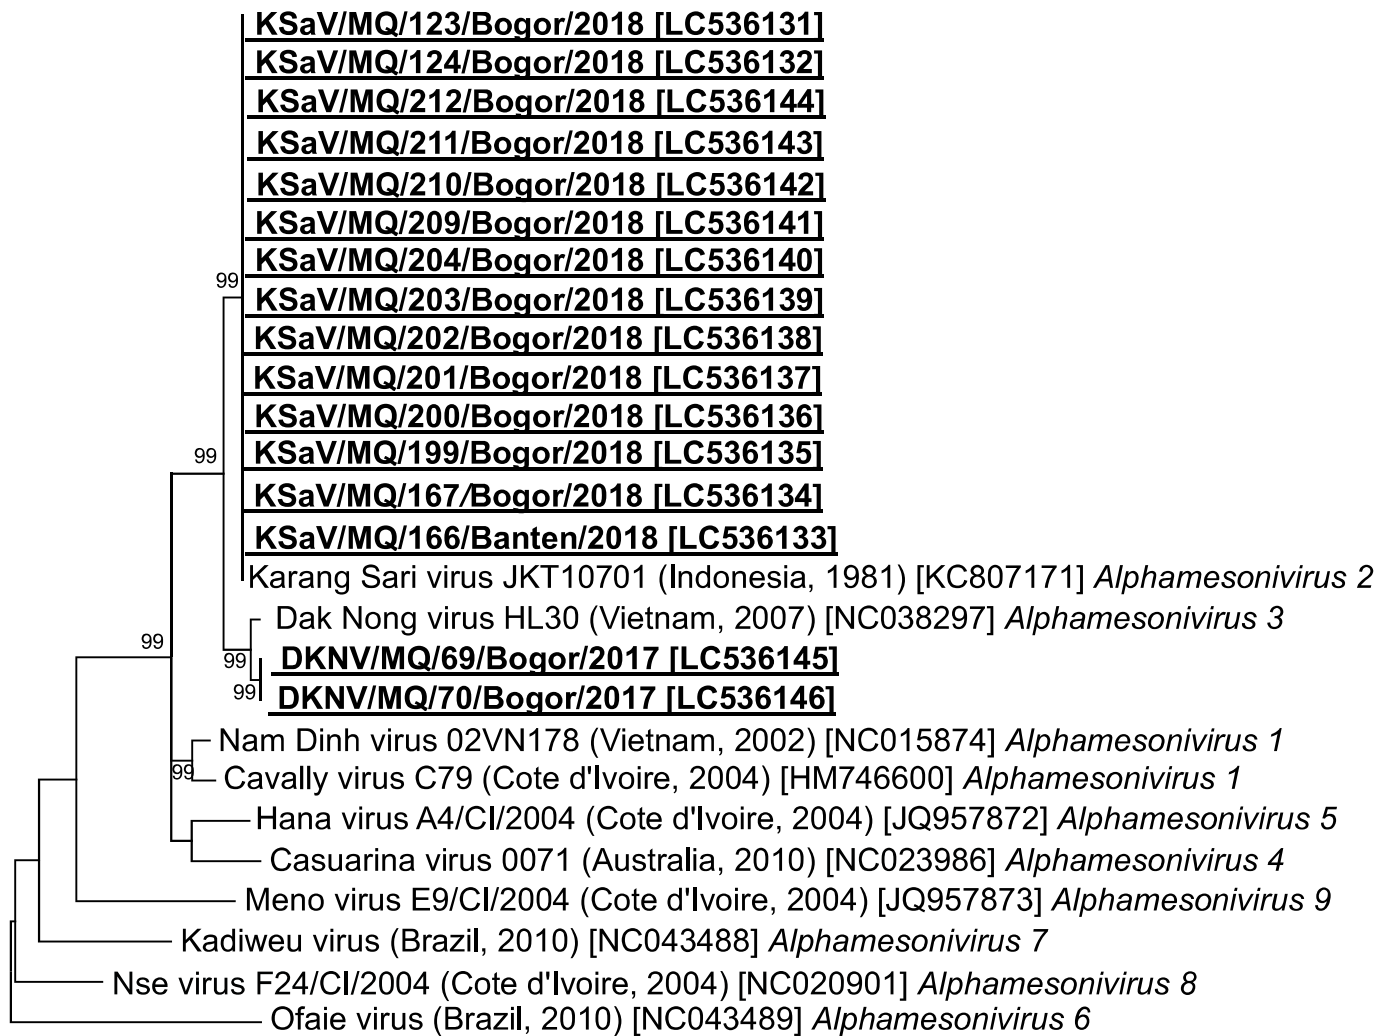 KSaV/MQ/123/Bogor/2018 [LC536131]
KSaV/MQ/124/Bogor/2018 [LC536132]
KSaV/MQ/212/Bogor/2018 [LC536144]
KSaV/MQ/211/Bogor/2018 [LC536143]
KSaV/MQ/210/Bogor/2018 [LC536142]
KSaV/MQ/209/Bogor/2018 [LC536141]
KSaV/MQ/204/Bogor/2018 [LC536140]
99
KSaV/MQ/203/Bogor/2018 [LC536139]
KSaV/MQ/202/Bogor/2018 [LC536138]
KSaV/MQ/201/Bogor/2018 [LC536137]
KSaV/MQ/200/Bogor/2018 [LC536136]
99
KSaV/MQ/199/Bogor/2018 [LC536135]
KSaV/MQ/167/Bogor/2018 [LC536134]
KSaV/MQ/166/Banten/2018 [LC536133]
Karang Sari virus JKT10701 (Indonesia, 1981) [KC807171] Alphamesonivirus 2
Dak Nong virus HL30 (Vietnam, 2007) [NC038297] Alphamesonivirus 3
99
99
DKNV/MQ/69/Bogor/2017 [LC536145]
99
DKNV/MQ/70/Bogor/2017 [LC536146]
Nam Dinh virus 02VN178 (Vietnam, 2002) [NC015874] Alphamesonivirus 1
99
Cavally virus C79 (Cote d'Ivoire, 2004) [HM746600] Alphamesonivirus 1
Hana virus A4/CI/2004 (Cote d'Ivoire, 2004) [JQ957872] Alphamesonivirus 5
Casuarina virus 0071 (Australia, 2010) [NC023986] Alphamesonivirus 4
Meno virus E9/CI/2004 (Cote d'Ivoire, 2004) [JQ957873] Alphamesonivirus 9
Kadiweu virus (Brazil, 2010) [NC043488] Alphamesonivirus 7
Nse virus F24/CI/2004 (Cote d'Ivoire, 2004) [NC020901] Alphamesonivirus 8
Ofaie virus (Brazil, 2010) [NC043489] Alphamesonivirus 6